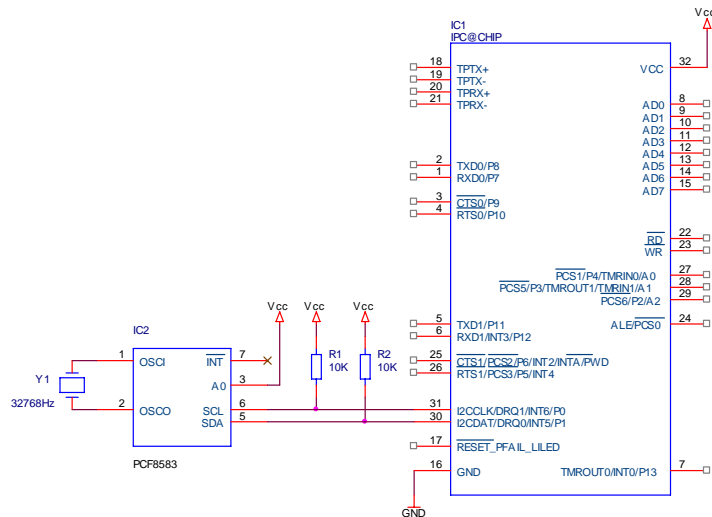 Vcc
IC1
IPC@CHIP
18 TPTX+ VCC 32
19 TPTX-
20 TPRX+
21 TPRX-
AD0 8
AD1 9
AD2 10
AD3 11
AD4 12
AD5 13
AD6 14
AD7 15
2 TXD0/P8
1 RXD0/P7
3 CTS0/P9
4 RTS0/P10
RD 22
WR 23
PCS1/P4/TMRIN0/A0 27
PCS5/P3/TMROUT1/TMRIN1/A1 28
PCS6/P2/A2 29
Vcc Vcc Vcc
5 TXD1/P11 ALE/PCS0 24
6 RXD1/INT3/P12
IC2
1 OSCI INT 7
R1 10K
R2 10K
25 CTS1/PCS2/P6/INT2/INTA/PWD
26 RTS1/PCS3/P5/INT4
Y1
32768Hz
A0 3
2 OSCO SCL 6
SDA 5
31 I2CCLK/DRQ1/INT6/P0
30 I2CDAT/DRQ0/INT5/P1
17 RESET_PFAIL_LILED
PCF8583
16 GND TMROUT0/INT0/P13 7
GND